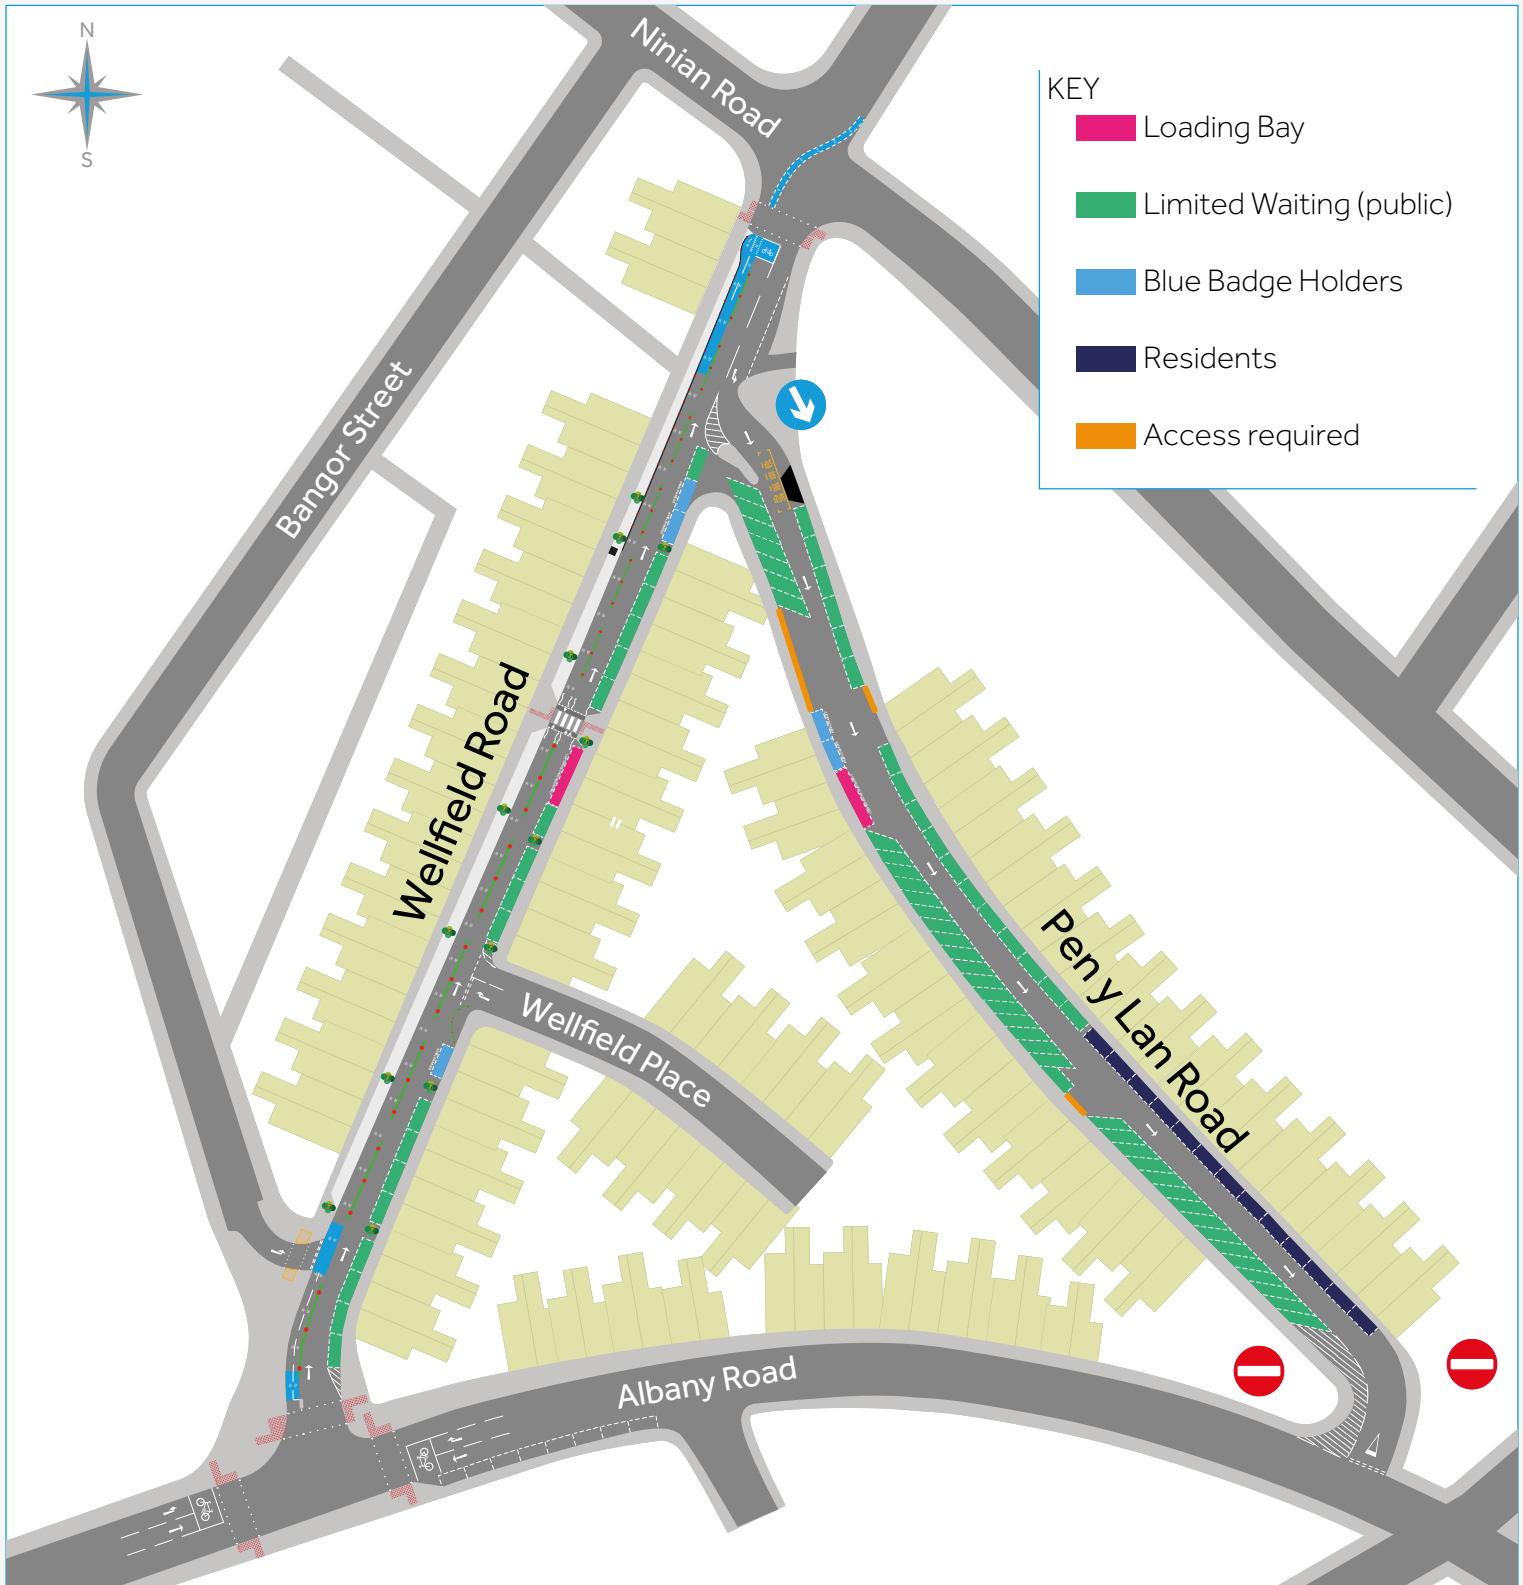 N
S
Ninian Road
KEY
Loading Bay
Limited Waiting (public)
Blue Badge Holders
Residents
Access required
Bangor Street
Wellfield Road
Pen y Lan Road
Wellfield Place
Albany Road